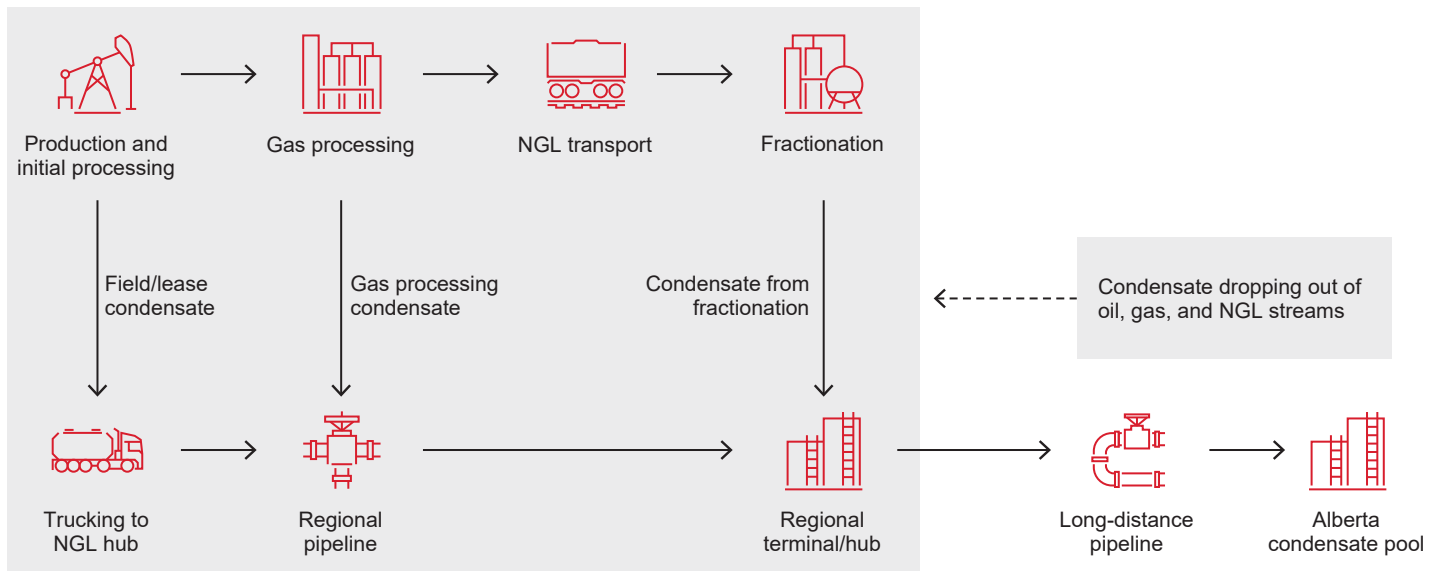 Production and
initial processing
Gas processing
NGL transport
Fractionation
Field/lease
condensate
Gas processing
condensate
Condensate from
fractionation
Condensate dropping out of
oil, gas, and NGL streams
Trucking to
NGL hub
Regional
pipeline
Regional
terminal/hub
Long-distance
pipeline
Alberta
condensate pool